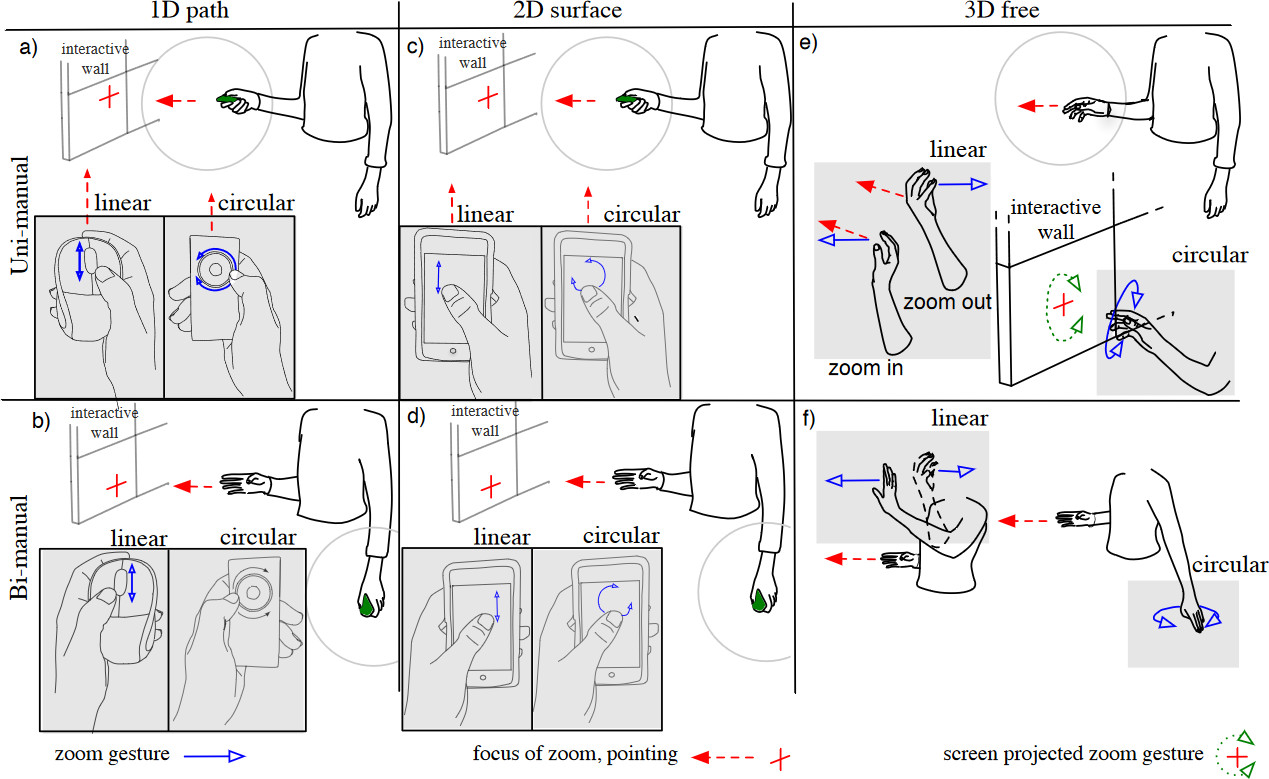 1D path
2D surface
3D free
Uni-manual
a)
interactive
wall
linear
circular
c)
interactive
wall
linear
circular
e)
linear
zoom out
zoom in
interactive
wall
circular
Bi-manual
b)
interactive
wall
linear
circular
d)
interactive
wall
linear
circular
f)
linear
circular
zoom gesture
focus of zoom, pointing
screen projected zoom gesture